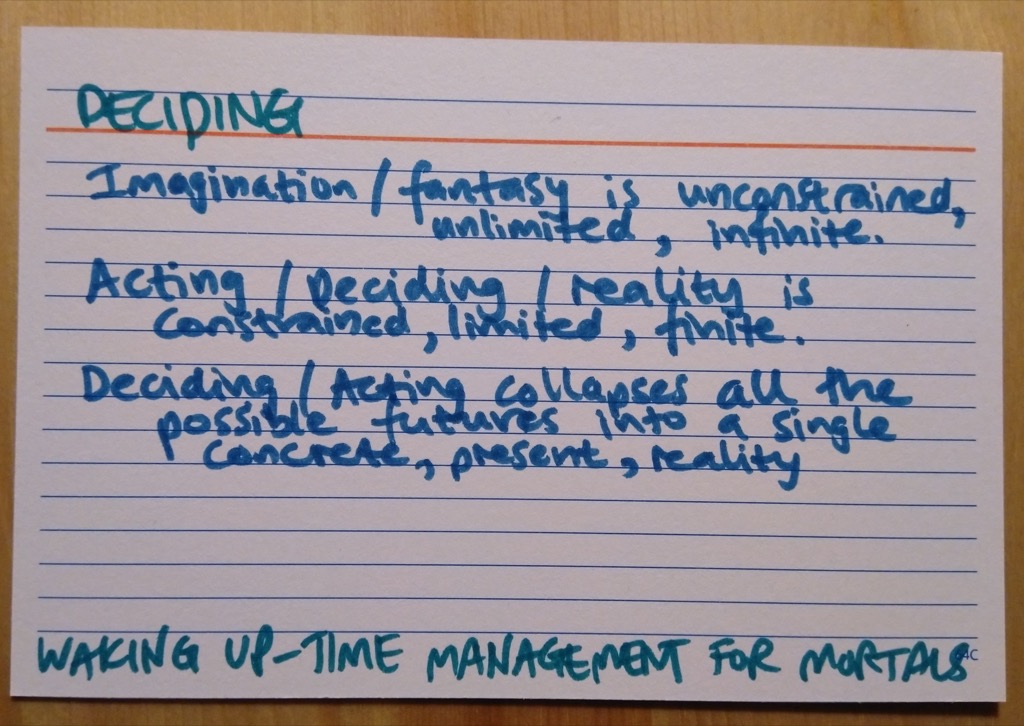 DECIDING
Imagination / fantasy is unconstrained,
unlimited, infinite.
Acting / Deciding / reality is
constrained, limited, finite.
Deciding / Acting collapses all the
possible futures into a single
concrete, present, reality
WAKING UP-TIME MANAGEMENT FOR MORTALS